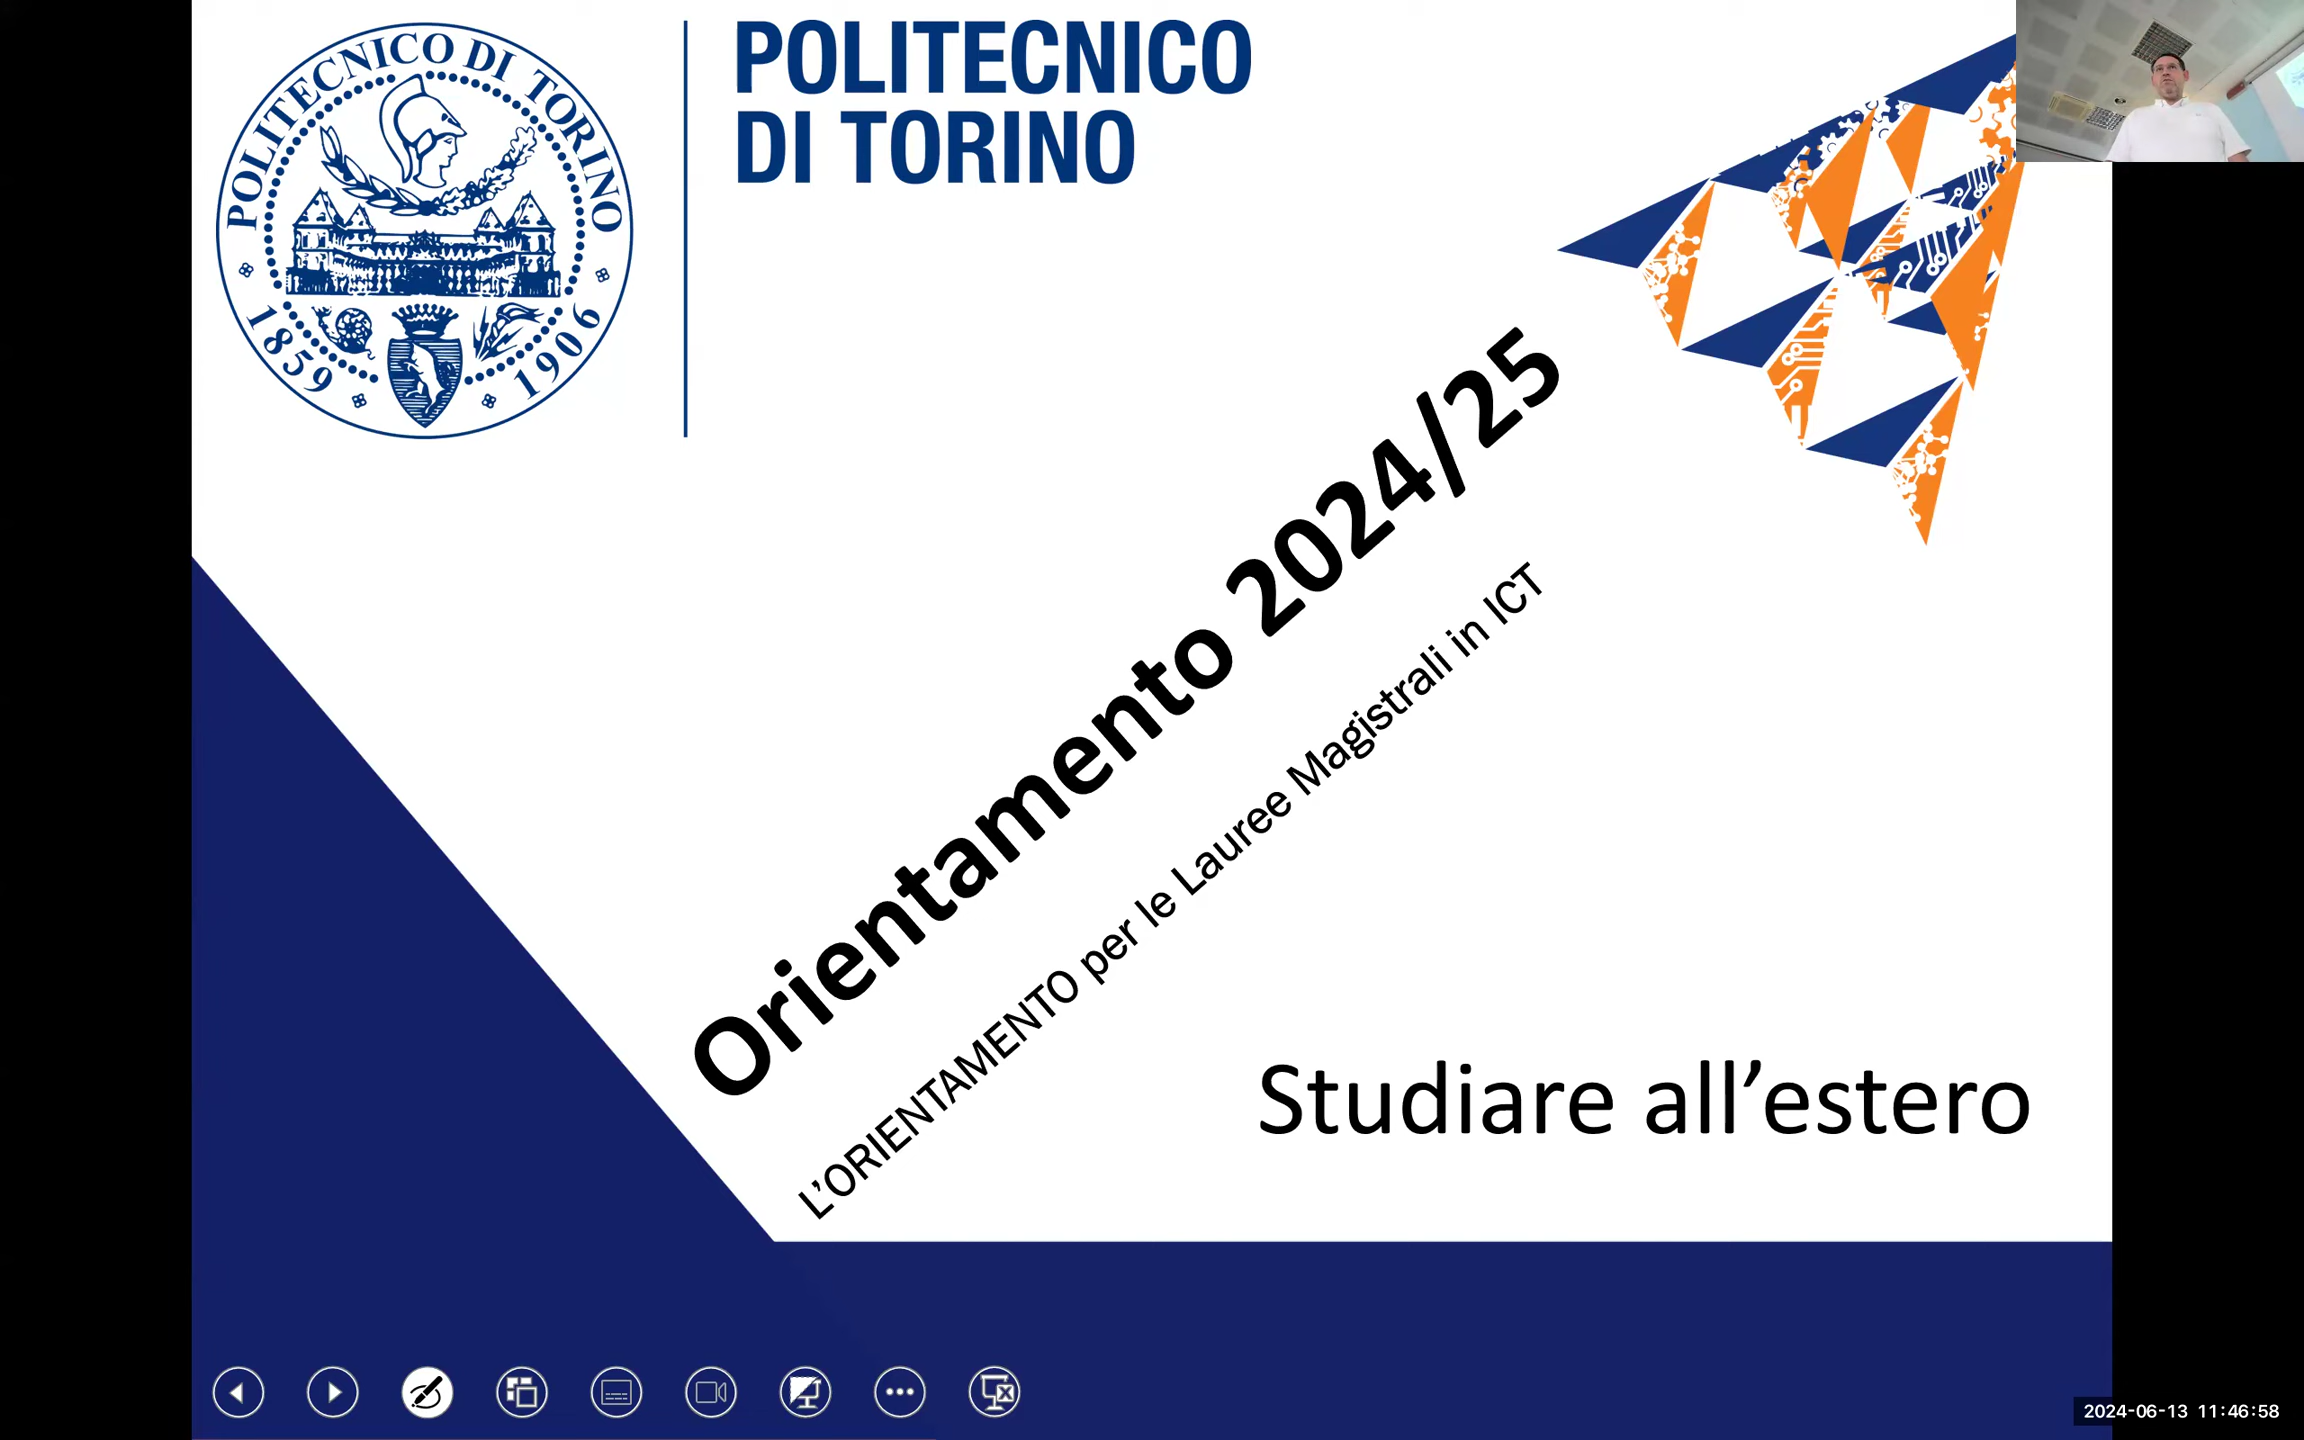 POLITECNICO DI TORINO
1859 1906
POLITECNICO
DI TORINO
Orientamento 2024/25
L'ORIENTAMENTO per le Lauree Magistrali in ICT
Studiare all’estero
2024-06-13 11:46:58